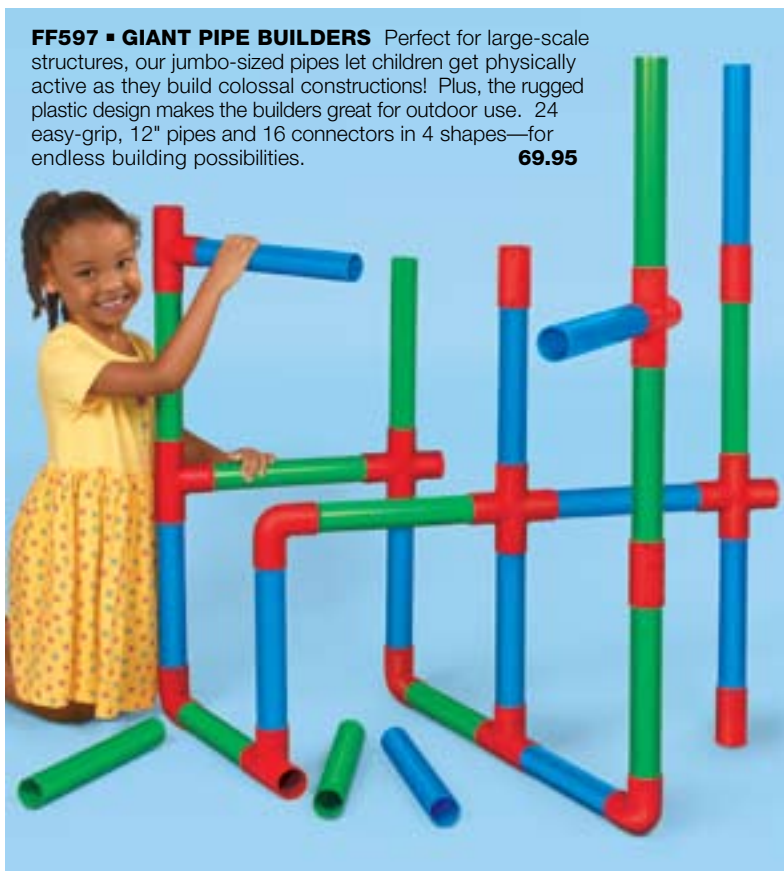 FF597 ▪ GIANT PIPE BUILDERS Perfect for large-scale
structures, our jumbo-sized pipes let children get physically
active as they build colossal constructions! Plus, the rugged
plastic design makes the builders great for outdoor use. 24
easy-grip, 12" pipes and 16 connectors in 4 shapes—for
endless building possibilities. 69.95